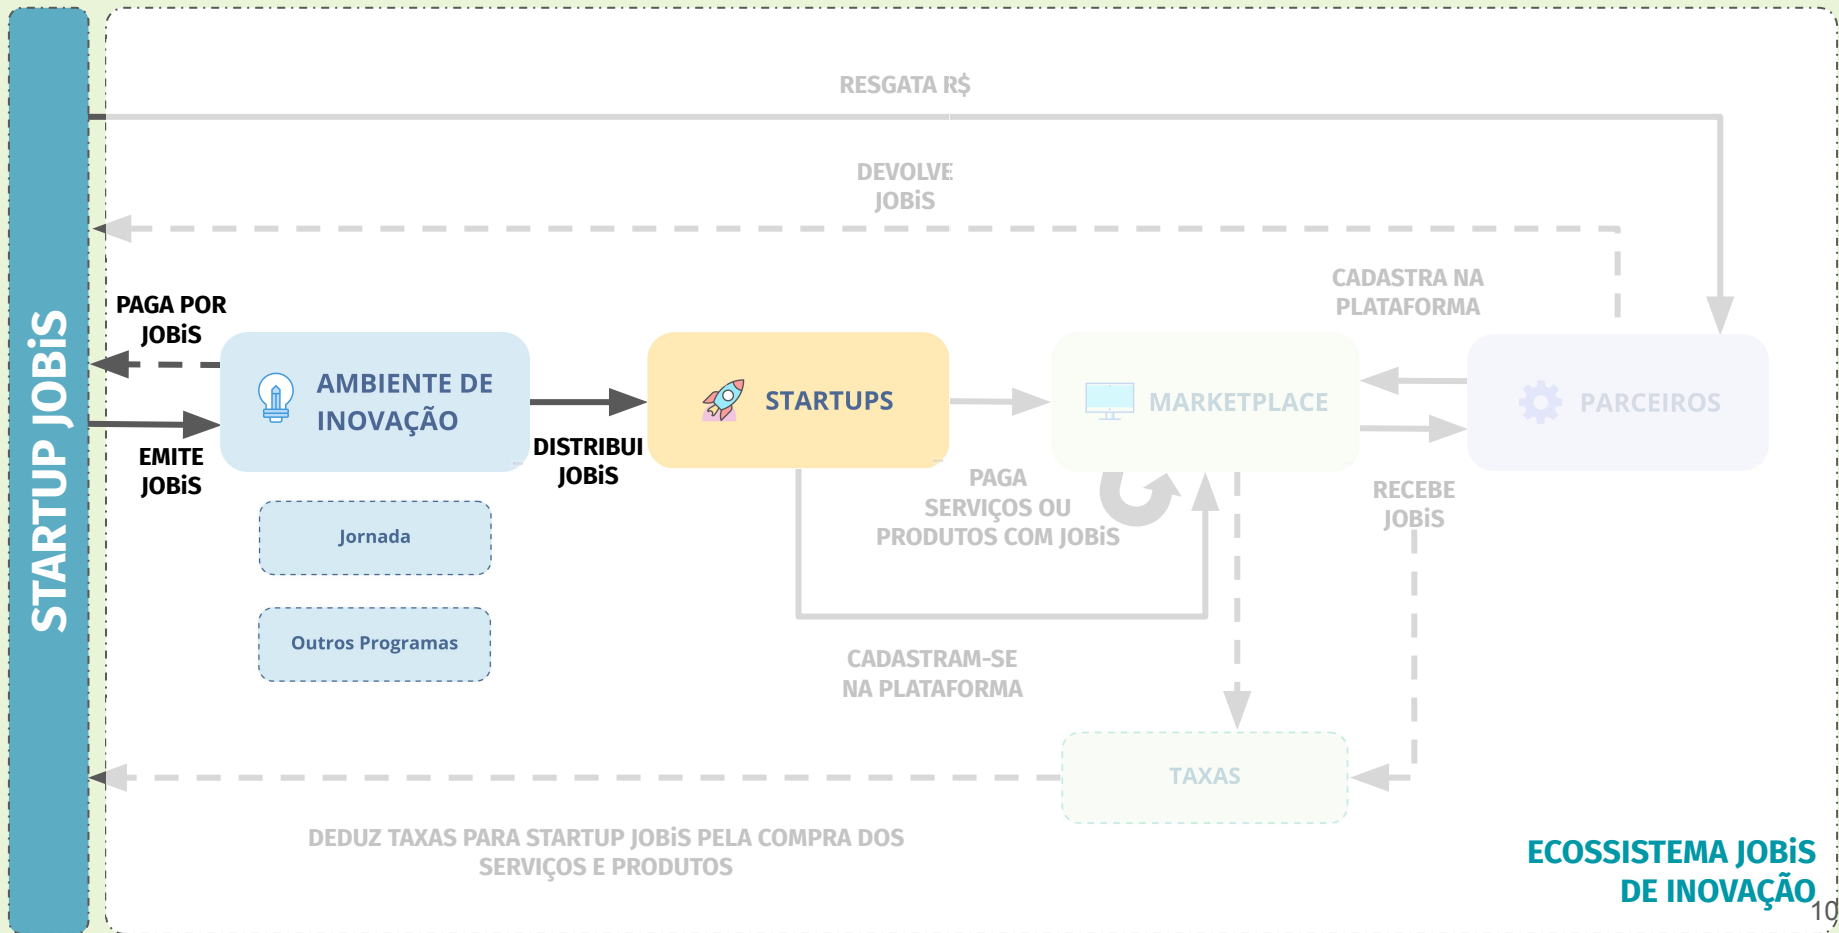 STARTUP JOBiS
RESGATA R$
DEVOLVE
JOBiS
CADASTRA NA
PLATAFORMA
PAGA POR
JOBiS
AMBIENTE DE
INOVAÇÃO
STARTUPS
MARKETPLACE
PARCEIROS
EMITE
JOBiS
DISTRIBUI
JOBiS
PAGA
SERVIÇOS OU
PRODUTOS COM JOBiS
RECEBE
JOBiS
Jornada
Outros Programas
CADASTRAM-SE
NA PLATAFORMA
TAXAS
DEDUZ TAXAS PARA STARTUP JOBiS PELA COMPRA DOS
SERVIÇOS E PRODUTOS
ECOSSISTEMA JOBiS
DE INOVAÇÃO
10